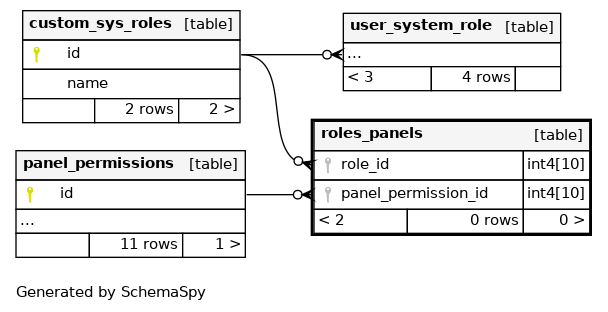 custom_sys_roles [table]
id
name
2 rows 2 >
user_system_role [table]
...
< 3 4 rows
roles_panels [table]
role_id int4[10]
panel_permission_id int4[10]
< 2 0 rows 0 >
panel_permissions [table]
id
...
11 rows 1 >
Generated by SchemaSpy